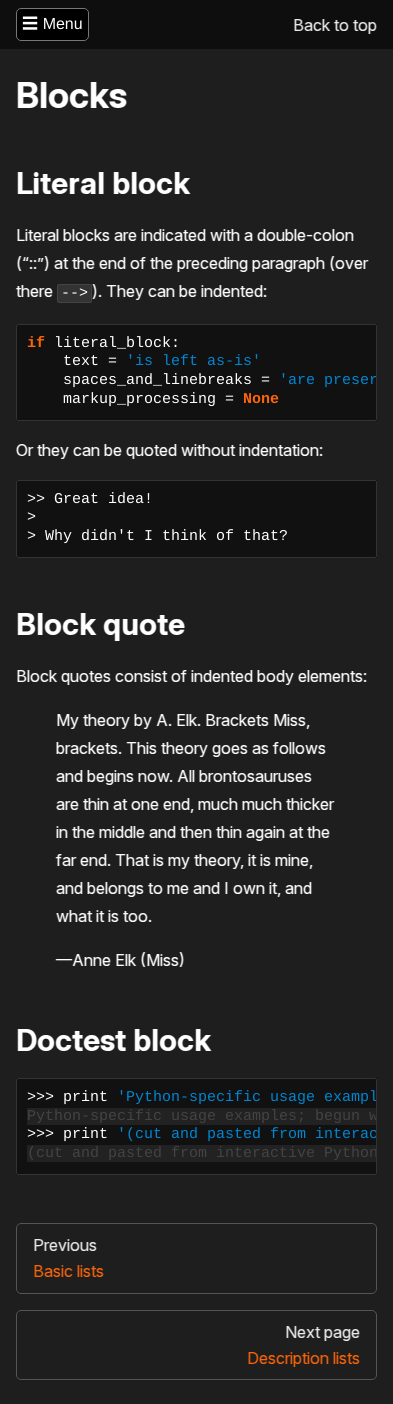 ☰ Menu
Back to top
Blocks
Literal block
Literal blocks are indicated with a double-colon
(“::”) at the end of the preceding paragraph (over
there -->). They can be indented:
if literal_block:
    text = 'is left as-is'
    spaces_and_linebreaks = 'are preser
    markup_processing = None
Or they can be quoted without indentation:
>> Great idea!
>
> Why didn't I think of that?
Block quote
Block quotes consist of indented body elements:
My theory by A. Elk. Brackets Miss,
brackets. This theory goes as follows
and begins now. All brontosauruses
are thin at one end, much much thicker
in the middle and then thin again at the
far end. That is my theory, it is mine,
and belongs to me and I own it, and
what it is too.
—Anne Elk (Miss)
Doctest block
>>> print 'Python-specific usage exampl
Python-specific usage examples; begun w
>>> print '(cut and pasted from interac
(cut and pasted from interactive Python
Previous
Basic lists
Next page
Description lists